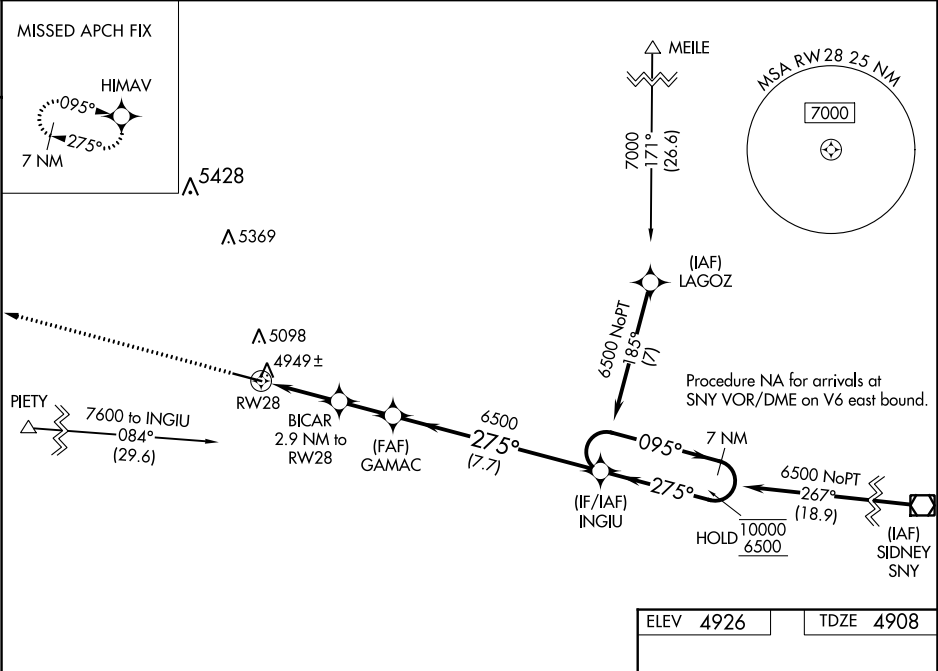 MISSED APCH FIX
HIMAV
095°
275°
7 NM
5428
5369
MEILE
7000
171°
(26.6)
MSA RW28 25 NM
7000
(IAF)
LAGOZ
6500 NoPT
185°
(7)
5098
4949±
RW28
Procedure NA for arrivals at
SNY VOR/DME on V6 east bound.
PIETY
7600 to INGIU
084°
(29.6)
BICAR
2.9 NM to
RW28
(FAF)
GAMAC
6500
275°
(7.7)
095°
7 NM
275°
(IF/IAF)
INGIU
HOLD
10000
6500
6500 NoPT
267°
(18.9)
(IAF)
SIDNEY
SNY
ELEV 4926
TDZE 4908